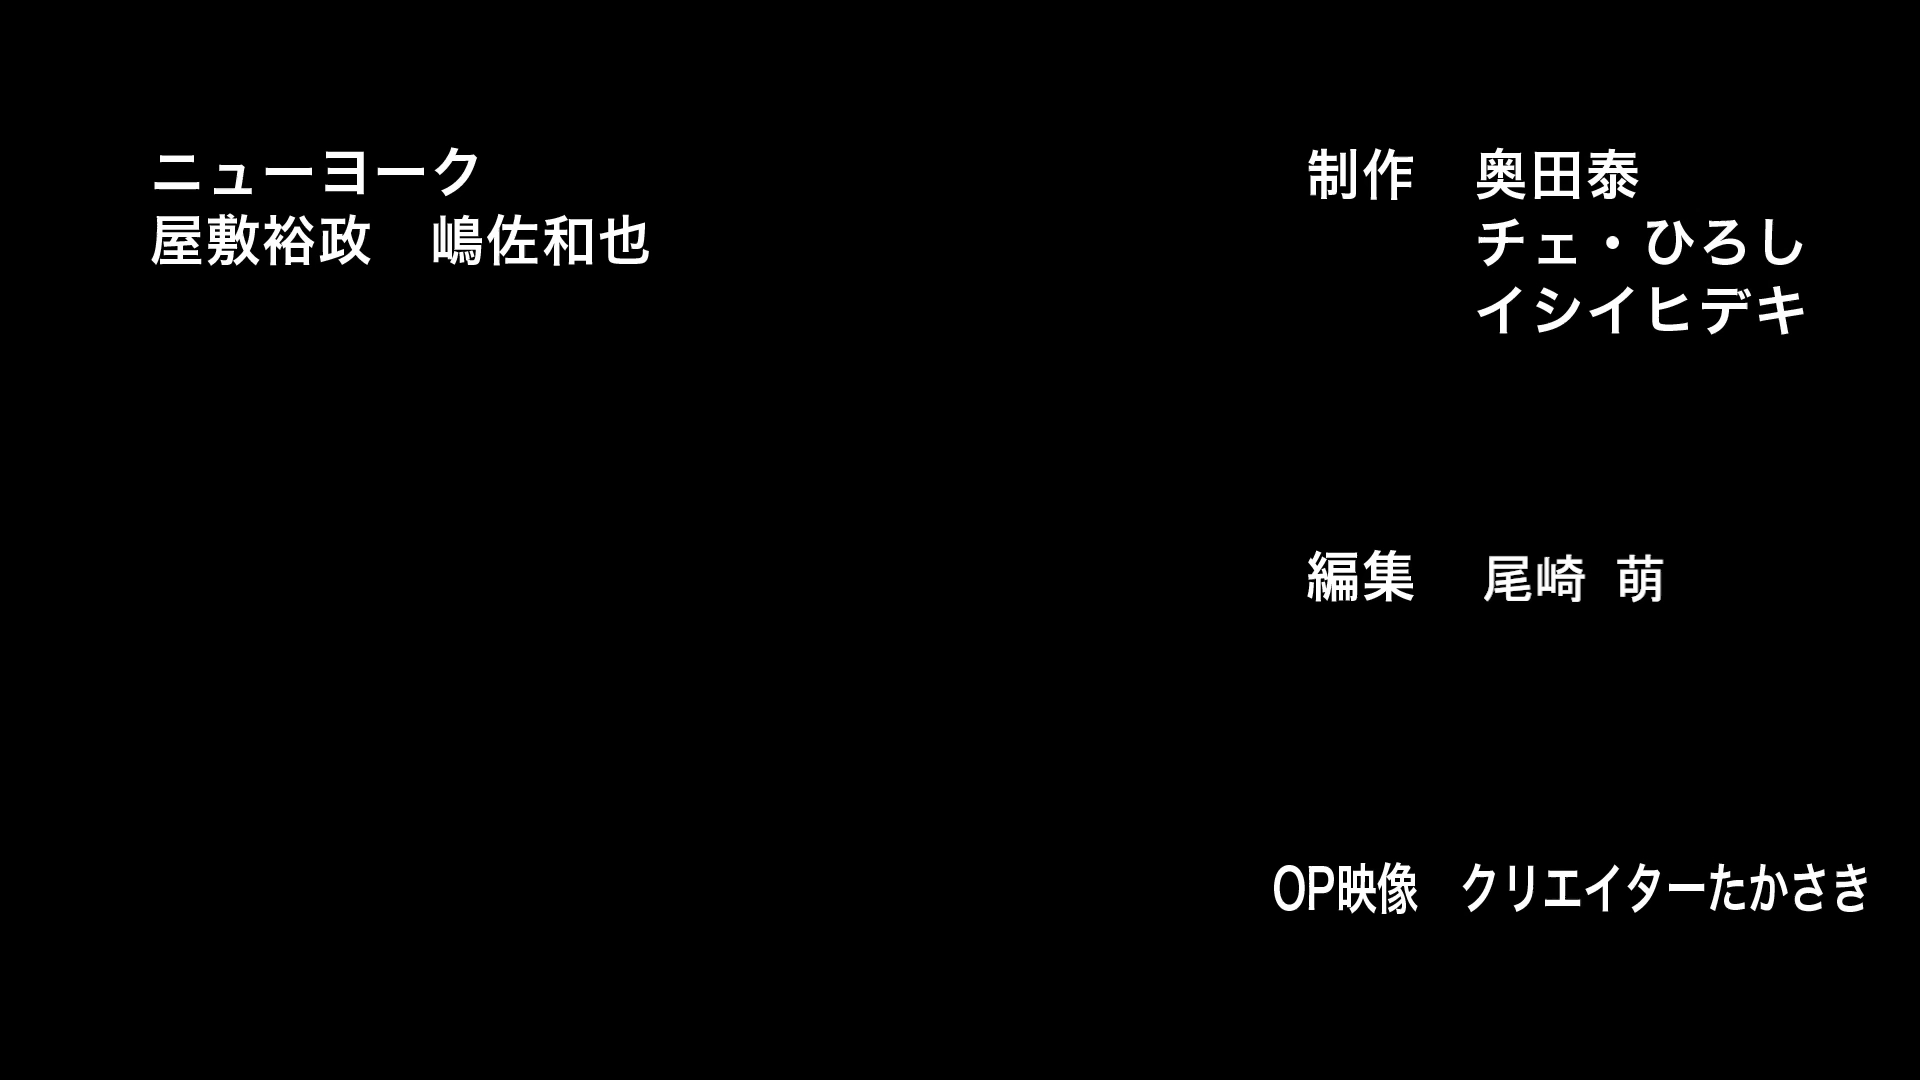 ニューヨーク
屋敷裕政　嶋佐和也
制作　奥田泰
チェ・ひろし
イシイヒデキ
編集　尾崎 萌
OP映像　クリエイターたかさき